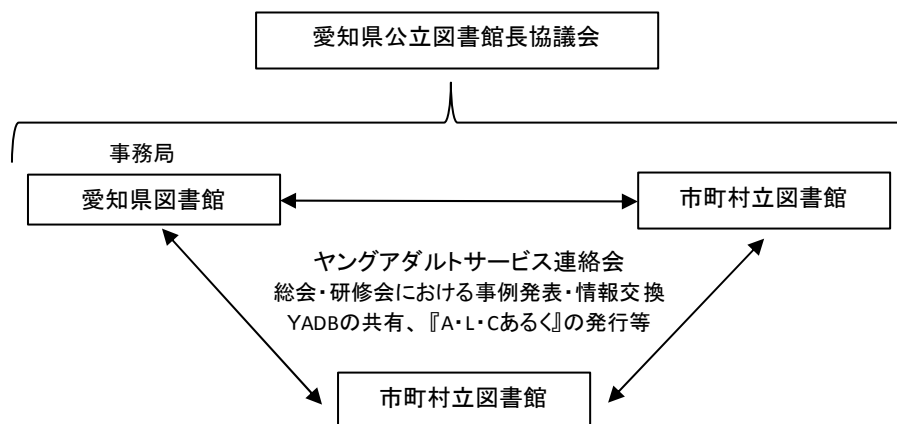 愛知県公立図書館長協議会
事務局
愛知県図書館
市町村立図書館
ヤングアダルトサービス連絡会
総会・研修会における事例発表・情報交換
YADBの共有、『A・L・Cあるく』の発行等
市町村立図書館